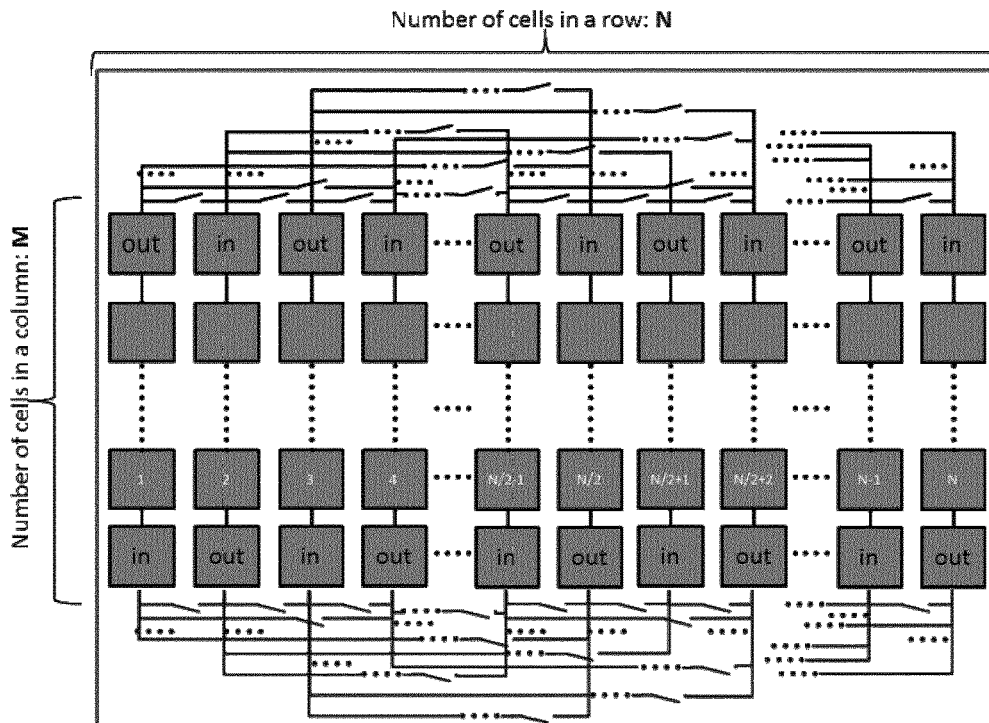 Number of cells in a row: N
Number of cells in a column: M
out in out in out in out in out in
1 2 3 4 N/2-1 N/2 N/2+1 N/2+2 N-1 N
in out in out in out in out in out